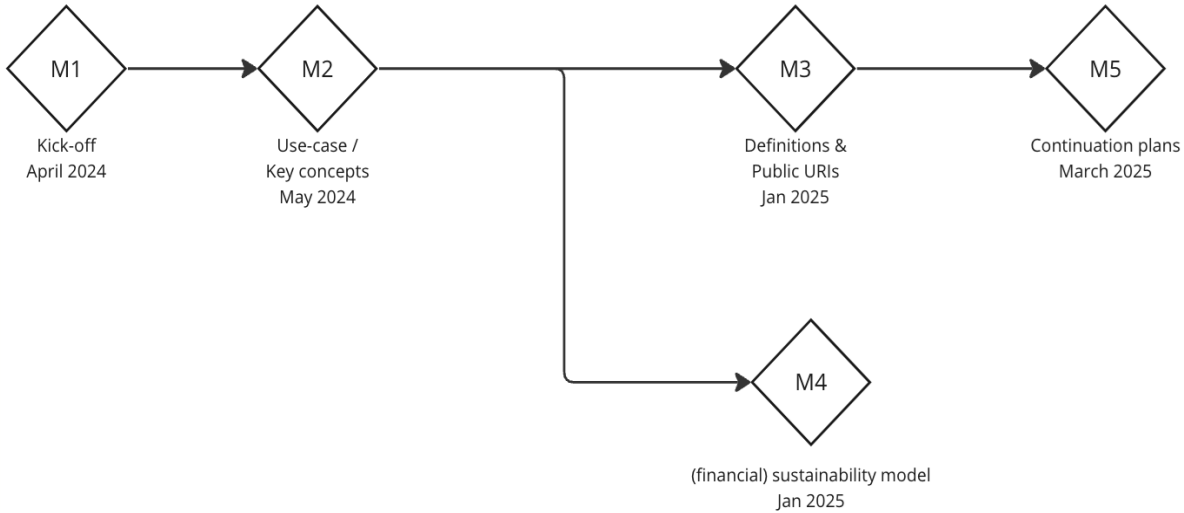 M1
Kick-off
April 2024
M2
Use-case /
Key concepts
May 2024
M3
Definitions &
Public URIs
Jan 2025
M5
Continuation plans
March 2025
M4
(financial) sustainability model
Jan 2025